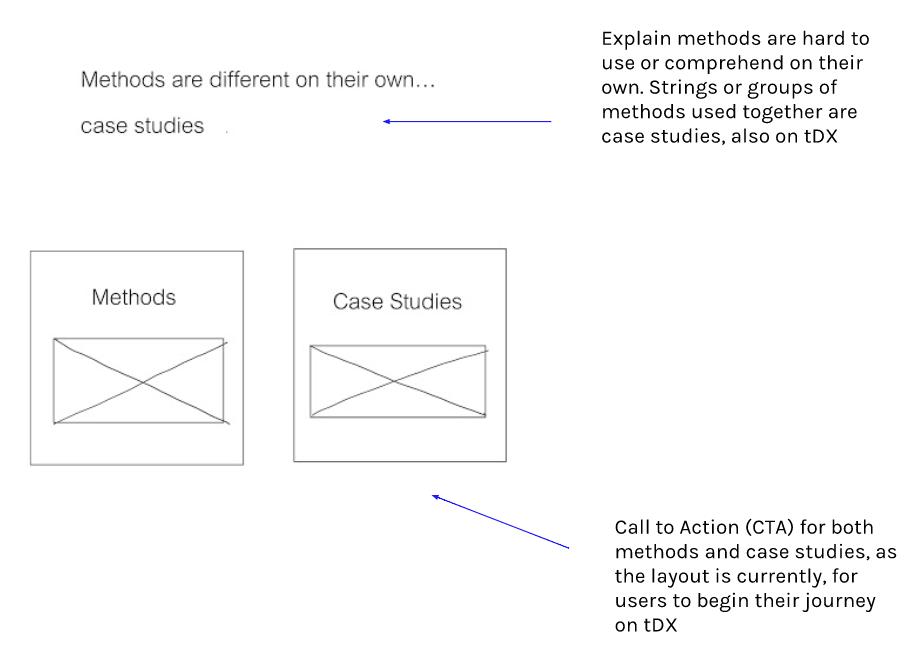 Methods are different on their own...
case studies
Explain methods are hard to
use or comprehend on their
own. Strings or groups of
methods used together are
case studies, also on tDX
Methods
Case Studies
Call to Action (CTA) for both
methods and case studies, as
the layout is currently, for
users to begin their journey
on tDX